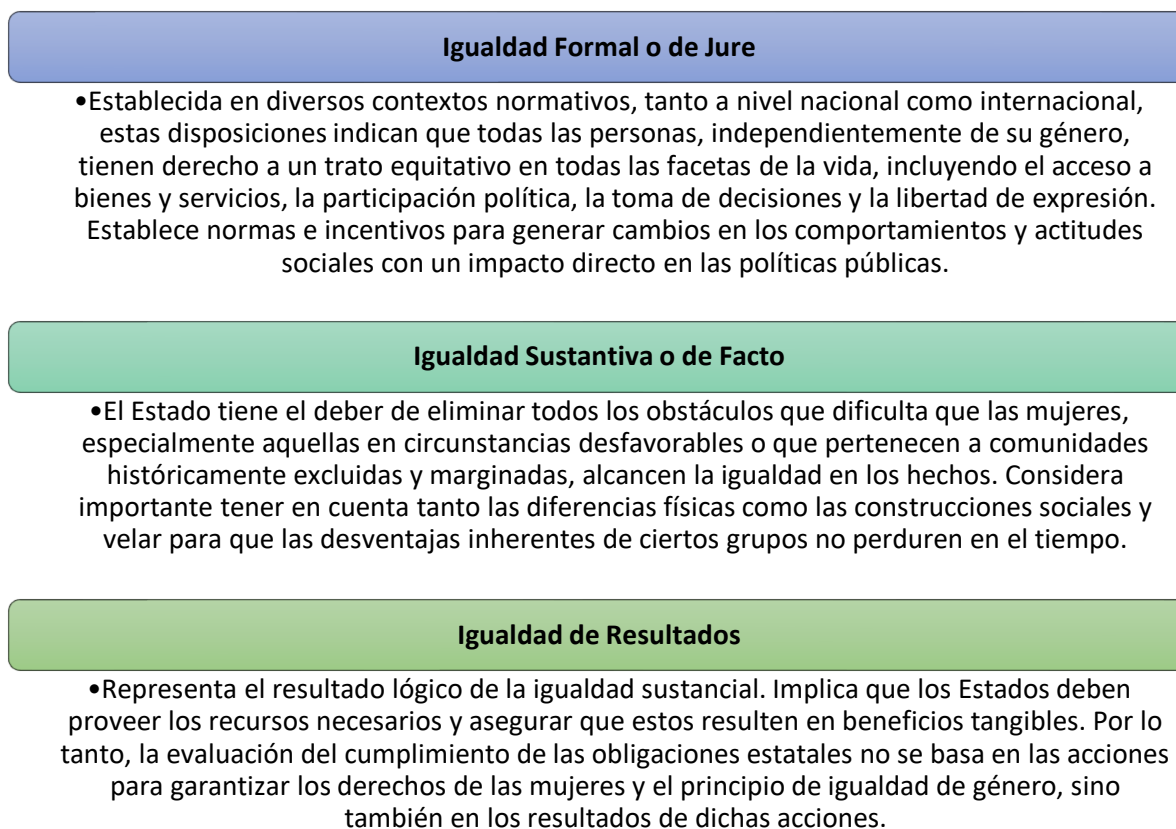 Igualdad Formal o de Jure
•Establecida en diversos contextos normativos, tanto a nivel nacional como internacional,
estas disposiciones indican que todas las personas, independientemente de su género,
tienen derecho a un trato equitativo en todas las facetas de la vida, incluyendo el acceso a
bienes y servicios, la participación política, la toma de decisiones y la libertad de expresión.
Establece normas e incentivos para generar cambios en los comportamientos y actitudes
sociales con un impacto directo en las políticas públicas.
Igualdad Sustantiva o de Facto
•El Estado tiene el deber de eliminar todos los obstáculos que dificulta que las mujeres,
especialmente aquellas en circunstancias desfavorables o que pertenecen a comunidades
históricamente excluidas y marginadas, alcancen la igualdad en los hechos. Considera
importante tener en cuenta tanto las diferencias físicas como las construcciones sociales y
velar para que las desventajas inherentes de ciertos grupos no perduren en el tiempo.
Igualdad de Resultados
•Representa el resultado lógico de la igualdad sustancial. Implica que los Estados deben
proveer los recursos necesarios y asegurar que estos resulten en beneficios tangibles. Por lo
tanto, la evaluación del cumplimiento de las obligaciones estatales no se basa en las acciones
para garantizar los derechos de las mujeres y el principio de igualdad de género, sino
también en los resultados de dichas acciones.